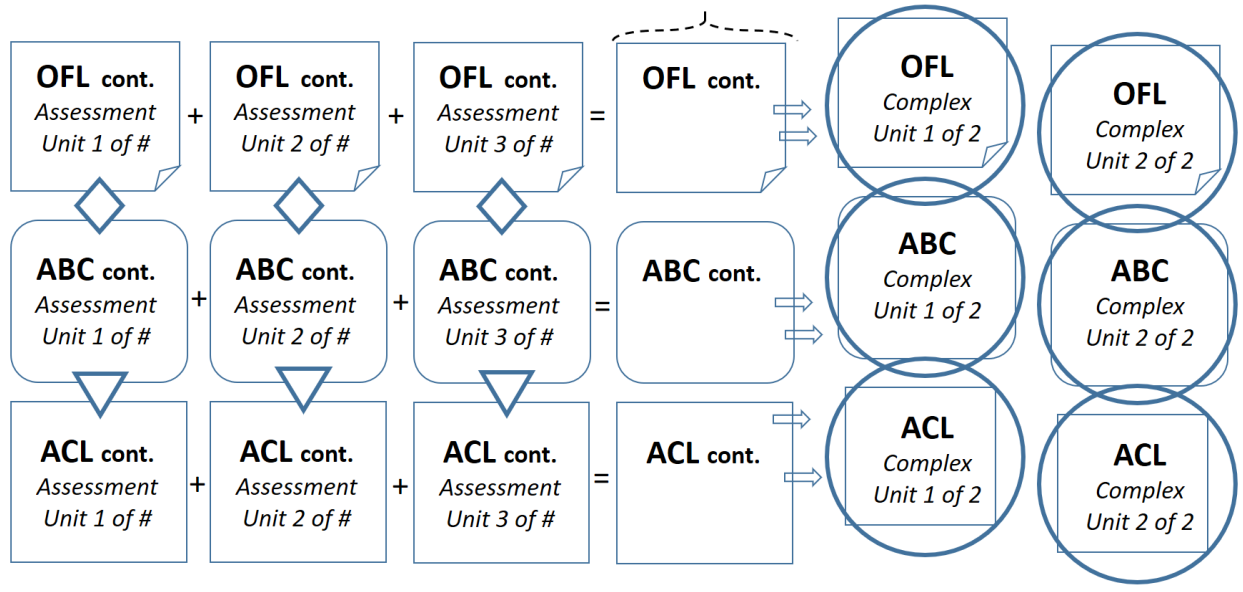 OFL cont.
Assessment
Unit 1 of #
+
OFL cont.
Assessment
Unit 2 of #
+
OFL cont.
Assessment
Unit 3 of #
=
OFL cont.
OFL
Complex
Unit 1 of 2
OFL
Complex
Unit 2 of 2
ABC cont.
Assessment
Unit 1 of #
+
ABC cont.
Assessment
Unit 2 of #
+
ABC cont.
Assessment
Unit 3 of #
=
ABC cont.
ABC
Complex
Unit 1 of 2
ABC
Complex
Unit 2 of 2
ACL cont.
Assessment
Unit 1 of #
+
ACL cont.
Assessment
Unit 2 of #
+
ACL cont.
Assessment
Unit 3 of #
=
ACL cont.
ACL
Complex
Unit 1 of 2
ACL
Complex
Unit 2 of 2